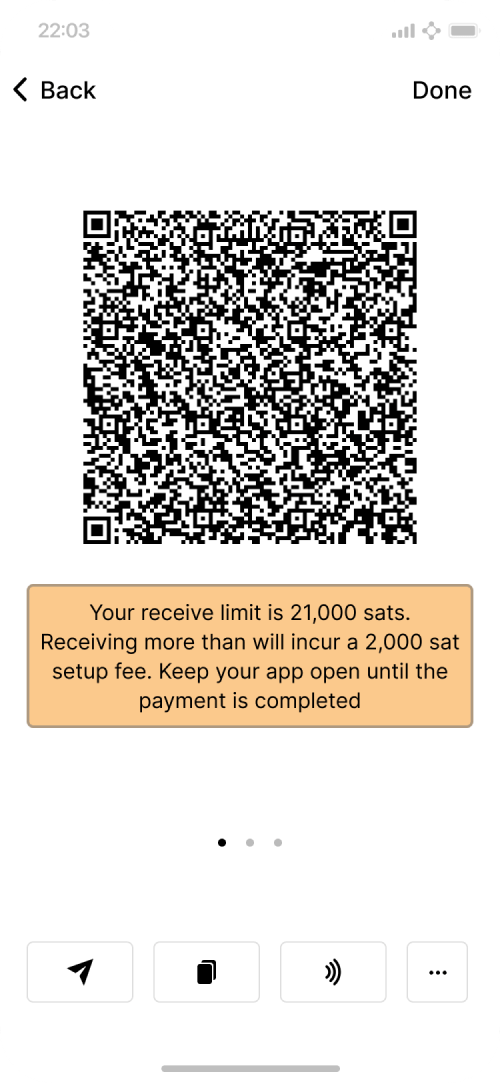 22:03
Back
Done
Your receive limit is 21,000 sats.
Receiving more than will incur a 2,000 sat
setup fee. Keep your app open until the
payment is completed